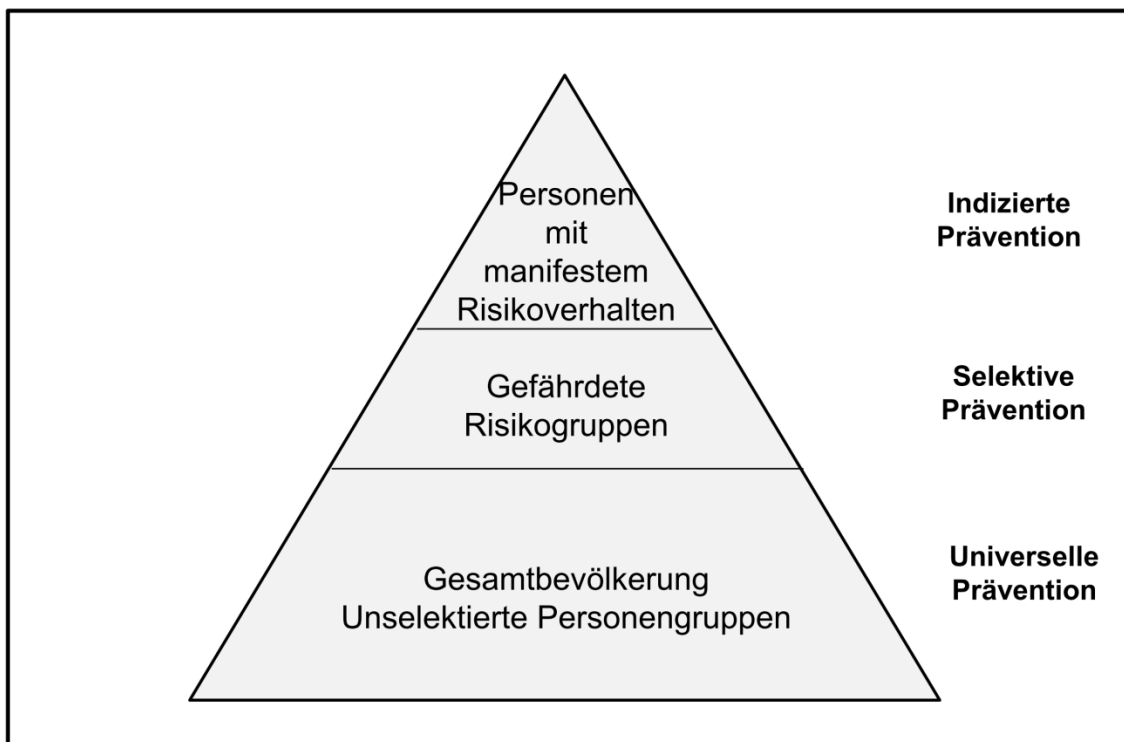 Personen
mit
manifestem
Risikoverhalten
Indizierte
Prävention
Gefährdete
Risikogruppen
Selektive
Prävention
Gesamtbevölkerung
Unselektierte Personengruppen
Universelle
Prävention